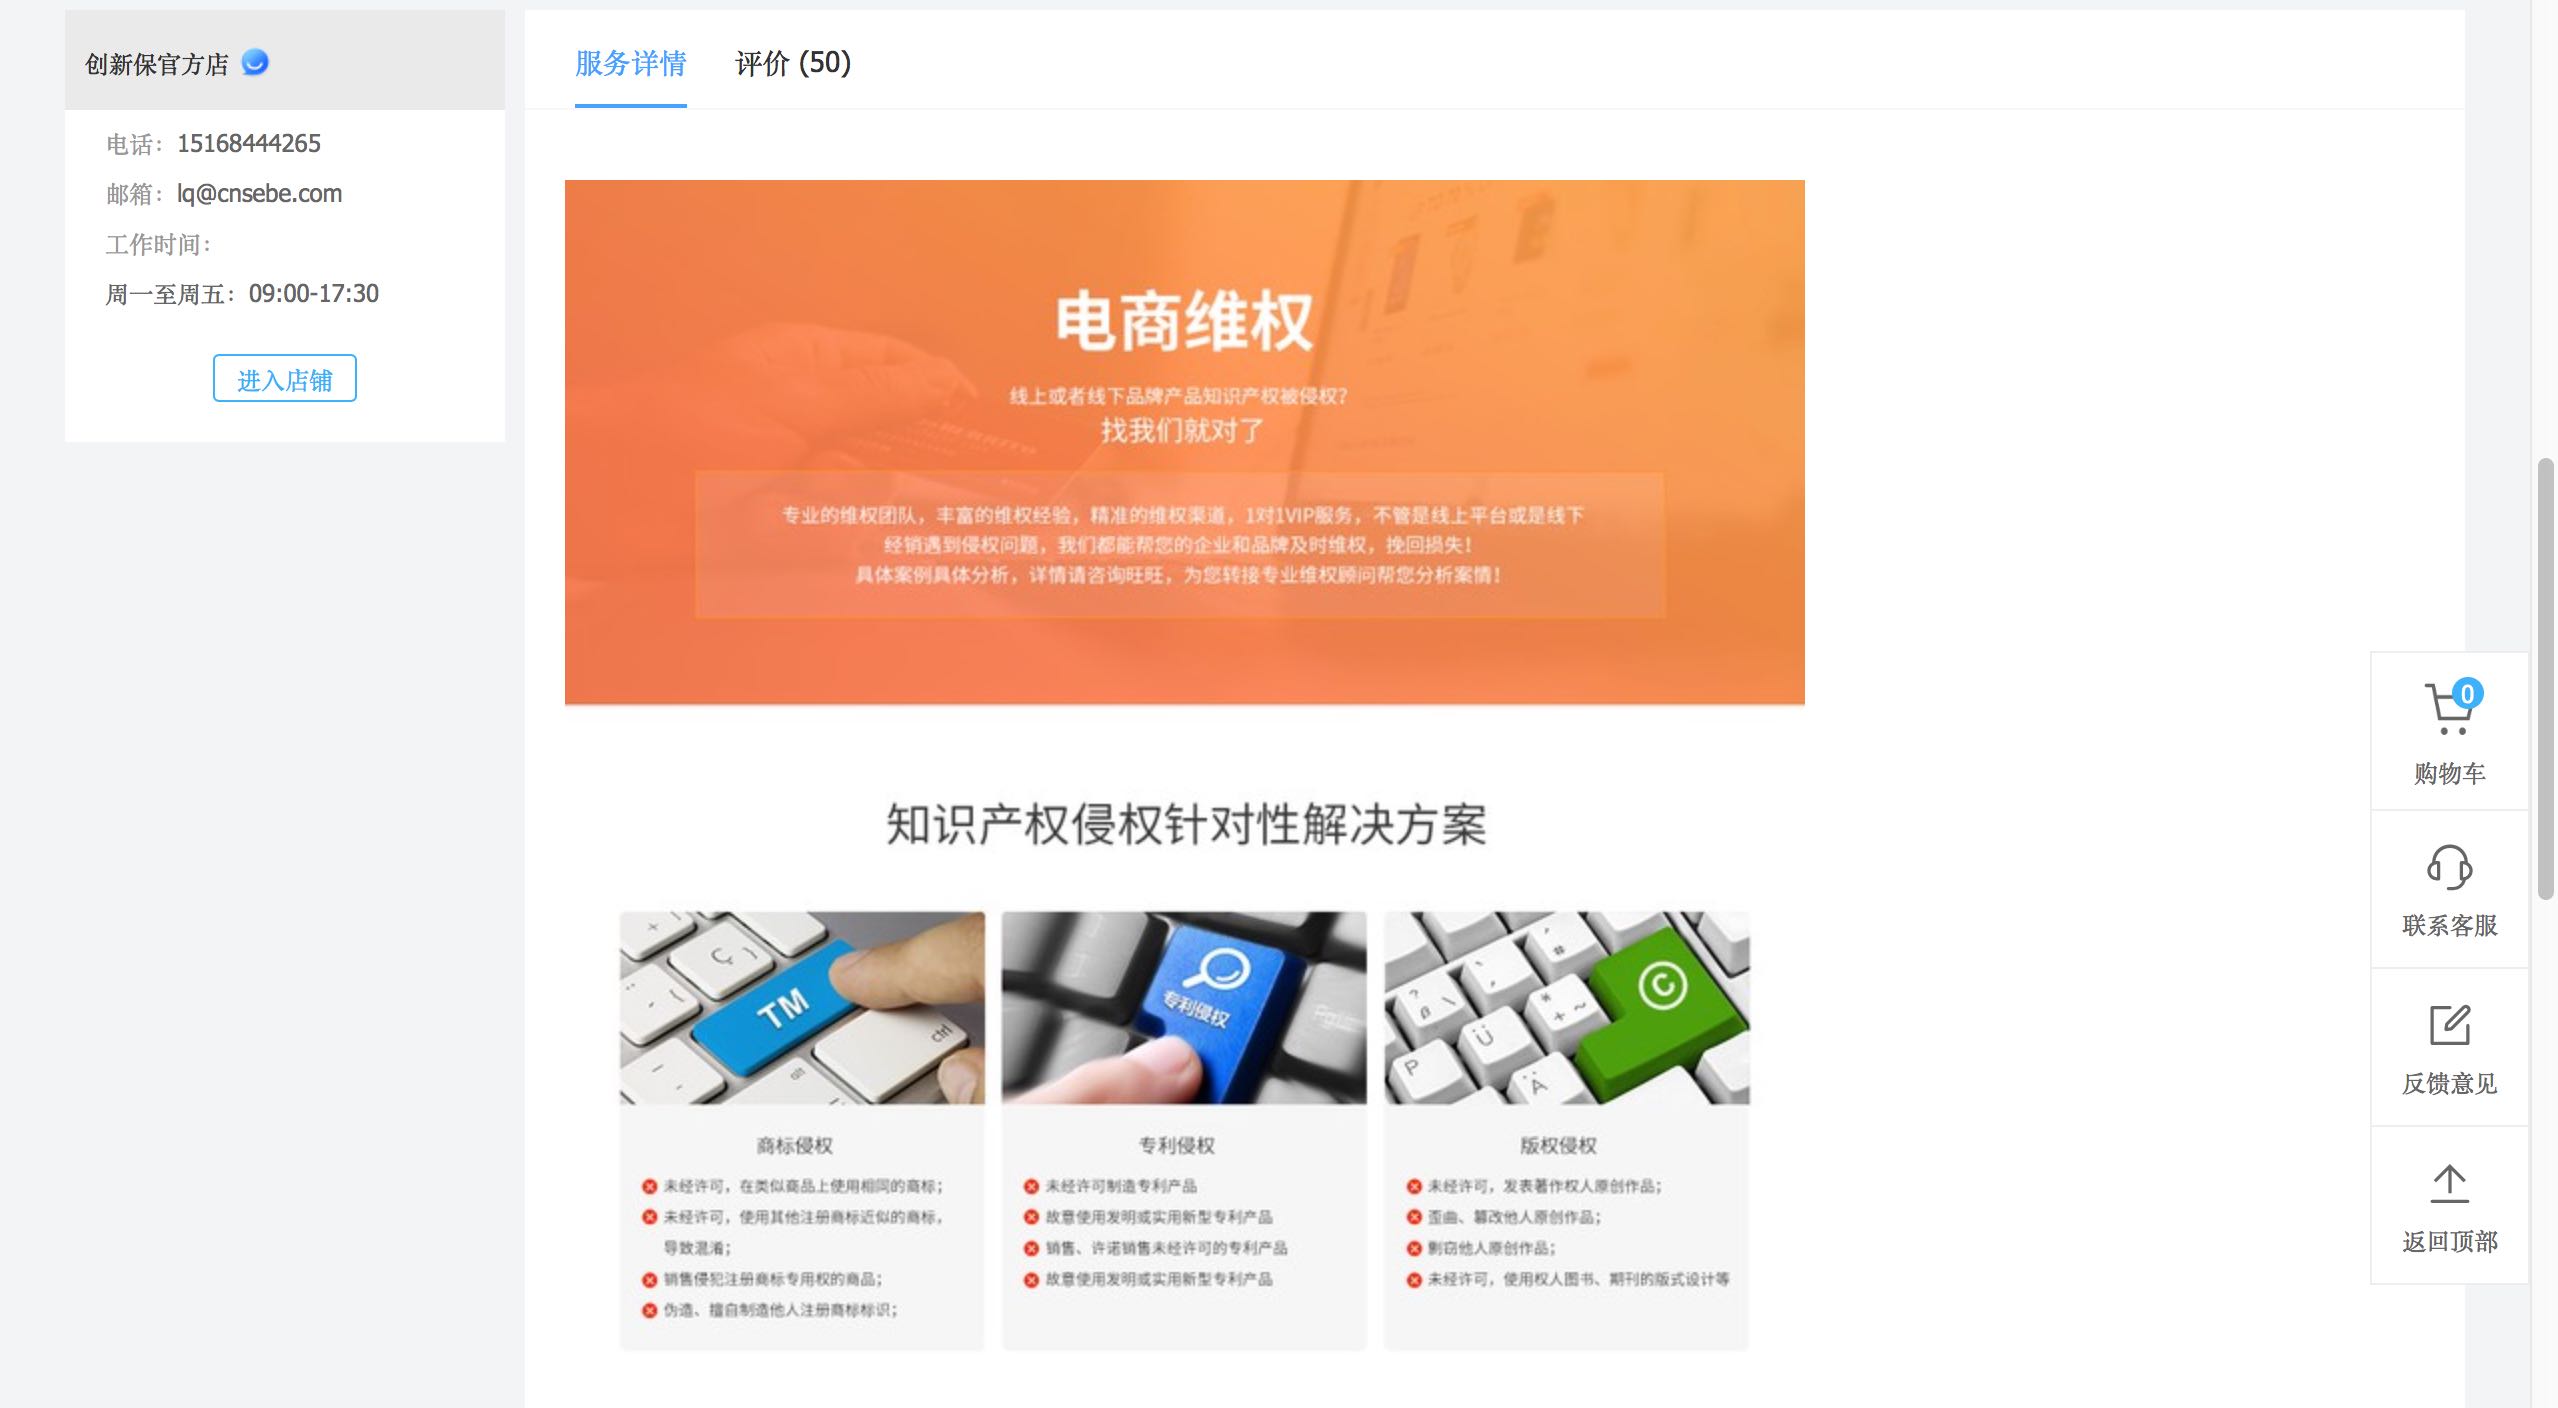 创新保官方店
电话：15168444265
邮箱：lq@cnsebe.com
工作时间：
周一至周五：09:00-17:30
进入店铺
服务详情
评价 (50)
电商维权
线上或者线下品牌产品知识产权被侵权？
找我们就对了
专业的维权团队，丰富的维权经验，精准的维权渠道，1对1VIP服务，不管是线上平台或是线下
经销遇到侵权问题，我们都能帮您的企业和品牌及时维权，挽回损失！
具体案例具体分析，详情请咨询旺旺，为您转接专业维权顾问帮您分析案情！
知识产权侵权针对性解决方案
TM
ctrl
专利侵权
商标侵权
未经许可，在类似商品上使用相同的商标；
未经许可，使用其他注册商标近似的商标，
导致混淆；
销售侵犯注册商标专用权的商品；
伪造、擅自制造他人注册商标标识；
专利侵权
未经许可制造专利产品
故意使用发明或实用新型专利产品
销售、许诺销售未经许可的专利产品
故意使用发明或实用新型专利产品
版权侵权
未经许可，发表著作权人原创作品；
歪曲、篡改他人原创作品；
剽窃他人原创作品；
未经许可，使用权人图书、期刊的版式设计等
0
购物车
联系客服
反馈意见
返回顶部